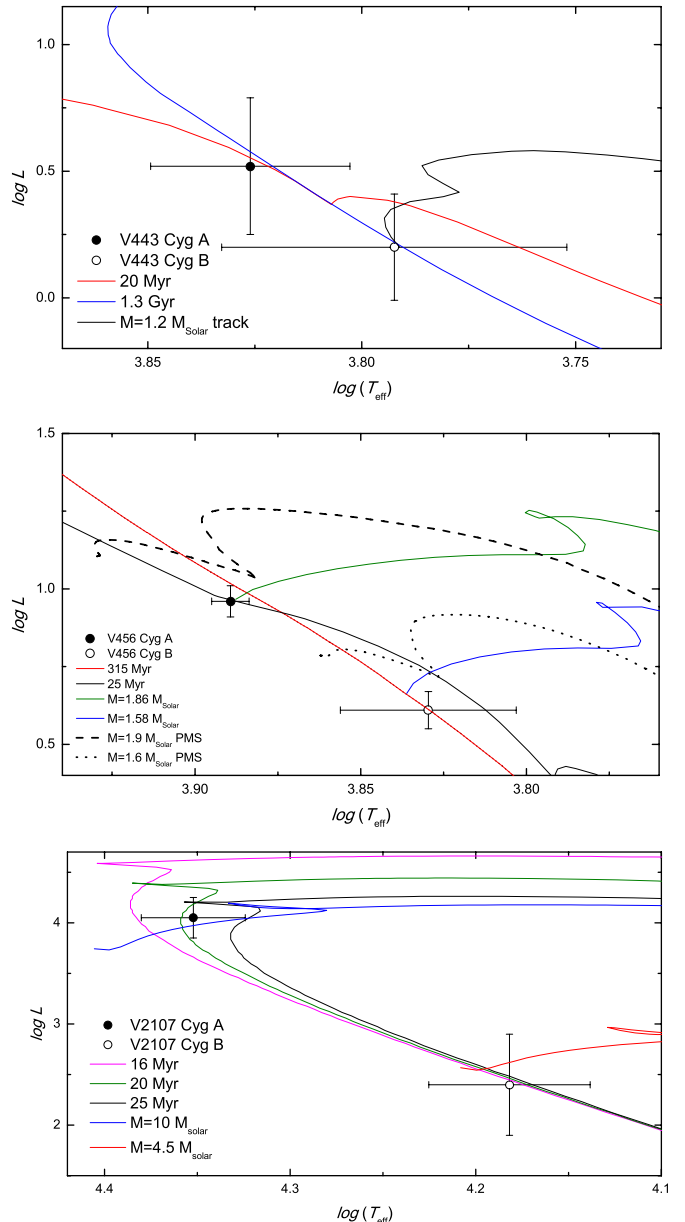 1.0
0.5
0.0
log L
V443 Cyg A
V443 Cyg B
20 Myr
1.3 Gyr
M=1.2 M_Solar track
3.85
3.80
3.75
log (T_eff)
1.5
1.0
0.5
log L
V456 Cyg A
V456 Cyg B
315 Myr
25 Myr
M=1.86 M_Solar
M=1.58 M_Solar
M=1.9 M_Solar PMS
M=1.6 M_Solar PMS
3.90
3.85
3.80
log (T_eff)
4
3
2
log L
V2107 Cyg A
V2107 Cyg B
16 Myr
20 Myr
25 Myr
M=10 M_solar
M=4.5 M_solar
4.4
4.3
4.2
4.1
log (T_eff)